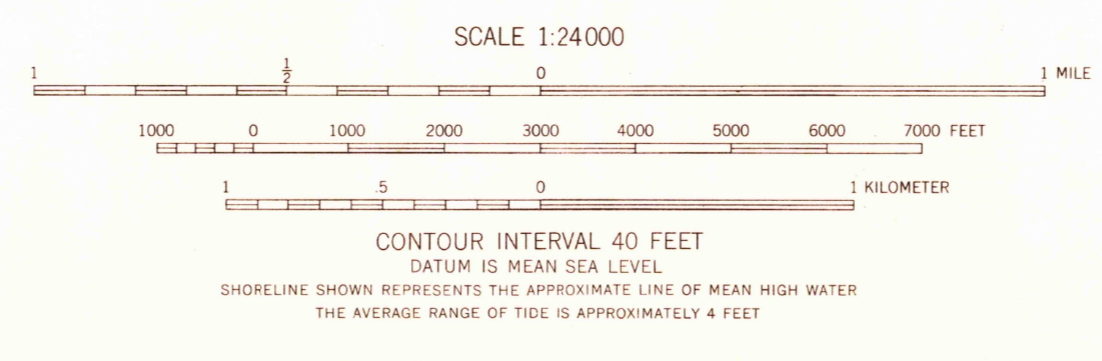 SCALE 1:24000
1 1/2 0 1 MILE
1000 0 1000 2000 3000 4000 5000 6000 7000 FEET
1 .5 0 1 KILOMETER
CONTOUR INTERVAL 40 FEET
DATUM IS MEAN SEA LEVEL
SHORELINE SHOWN REPRESENTS THE APPROXIMATE LINE OF MEAN HIGH WATER
THE AVERAGE RANGE OF TIDE IS APPROXIMATELY 4 FEET